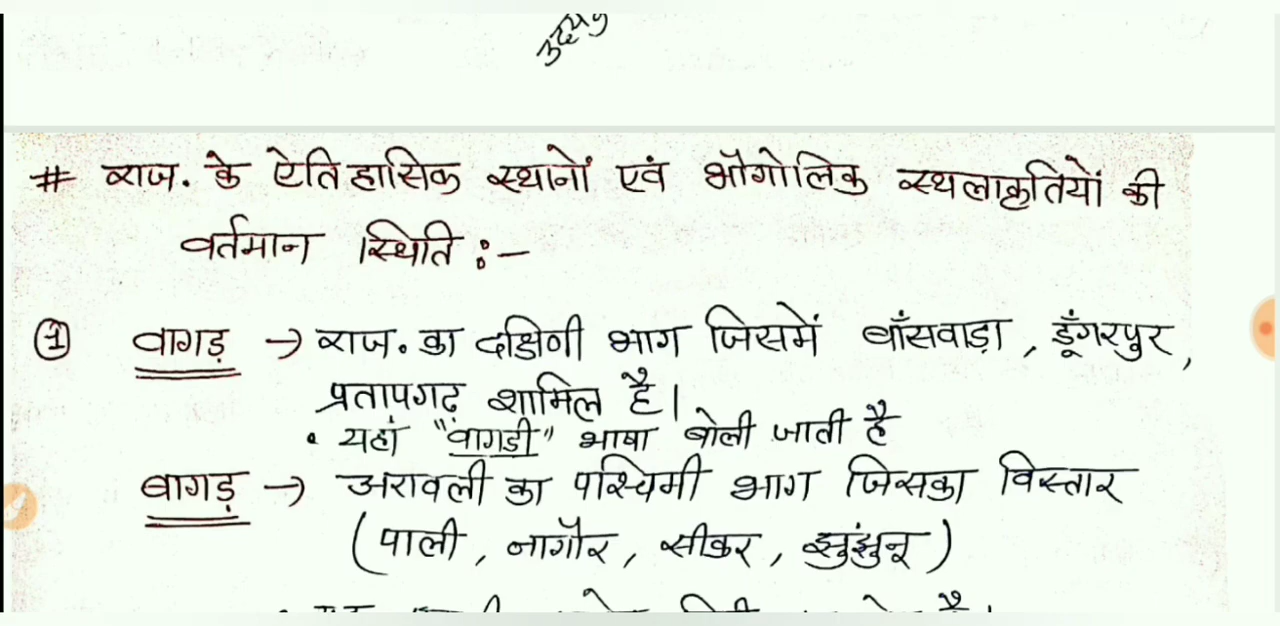 # राज. के ऐतिहासिक स्थानों एवं भौगोलिक स्थलाकृतियों की
वर्तमान स्थिति :-
① वागड़ → राज. का दक्षिणी भाग जिसमें बाँसवाड़ा, डूँगरपुर,
प्रतापगढ़ शामिल है।
• यहाँ "वागडी" भाषा बोली जाती है
बागड़ → अरावली का पश्चिमी भाग जिसका विस्तार
(पाली, नागौर, सीकर, झुंझुनू)